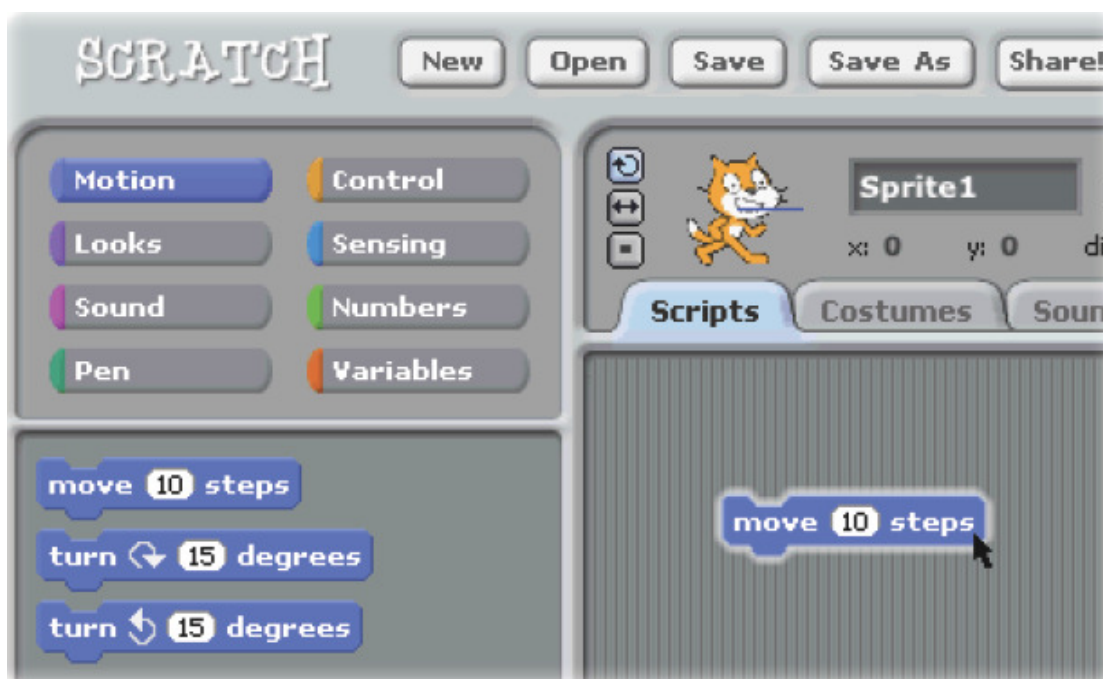 SCRATCH New Open Save Save As Share!
Motion Control
Looks Sensing
Sound Numbers
Pen Variables
Sprite1
x: 0 y: 0
Scripts Costumes
move 10 steps
turn 15 degrees
turn 15 degrees
move 10 steps